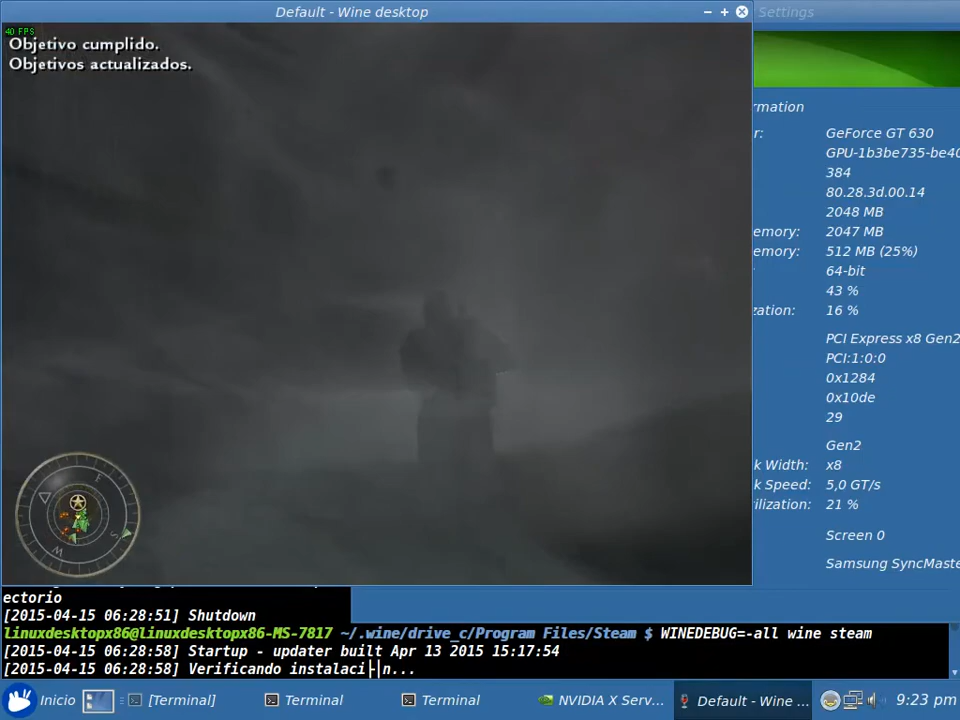 Default - Wine desktop
Settings
40 FPS
Objetivo cumplido.
Objetivos actualizados.
F
S
W
rmation
r: GeForce GT 630
GPU-1b3be735-be40
384
80.28.3d.00.14
2048 MB
emory: 2047 MB
emory: 512 MB (25%)
64-bit
43 %
zation: 16 %
PCI Express x8 Gen2
PCI:1:0:0
0x1284
0x10de
29
Gen2
k Width: x8
k Speed: 5,0 GT/s
ilization: 21 %
Screen 0
Samsung SyncMaste
ectorio
[2015-04-15 06:28:51] Shutdown
linuxdesktopx86@linuxdesktopx86-MS-7817 ~/.wine/drive_c/Program Files/Steam $ WINEDEBUG=-all wine steam
[2015-04-15 06:28:58] Startup - updater built Apr 13 2015 15:17:54
[2015-04-15 06:28:58] Verificando instalaci├│n...
Inicio
[Terminal]
Terminal
Terminal
NVIDIA X Serv...
Default - Wine ...
9:23 pm